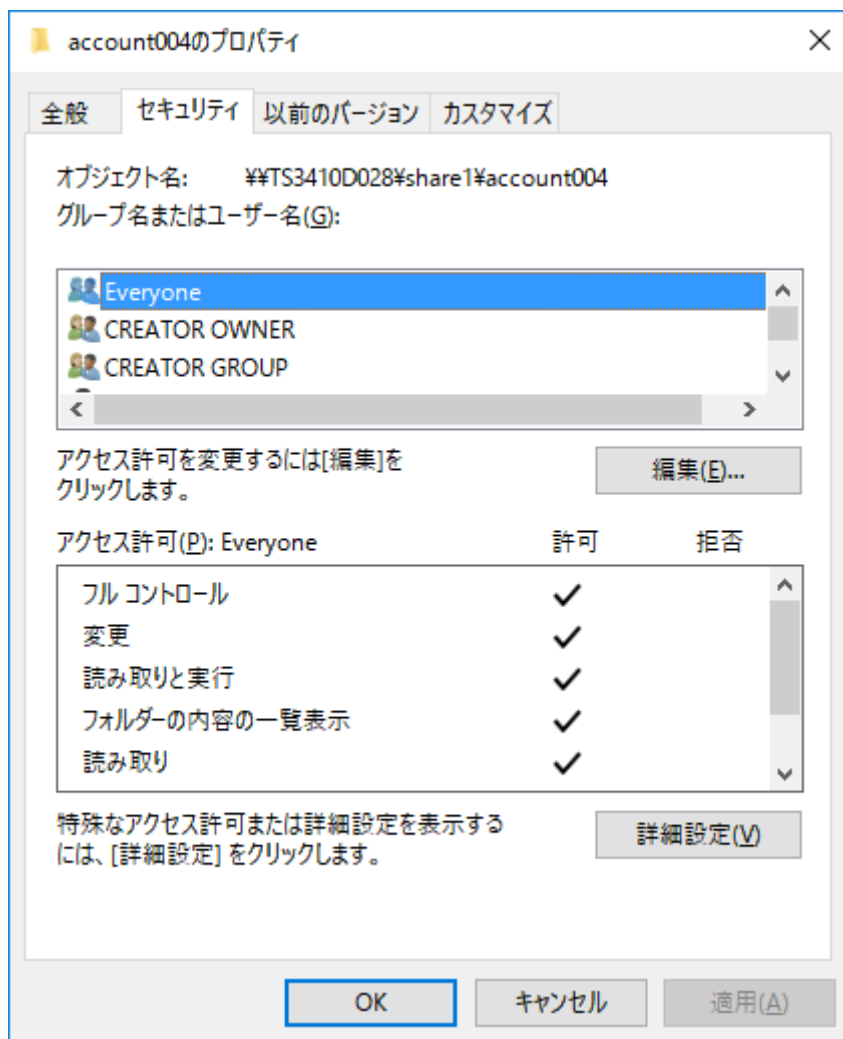 account004のプロパティ
全般
セキュリティ
以前のバージョン
カスタマイズ
オブジェクト名: ¥¥TS3410D028¥share1¥account004
グループ名またはユーザー名(G):
Everyone
CREATOR OWNER
CREATOR GROUP
アクセス許可を変更するには[編集]を
クリックします。
編集(E)...
アクセス許可(P): Everyone 許可 拒否
フル コントロール
変更
読み取りと実行
フォルダーの内容の一覧表示
読み取り
特殊なアクセス許可または詳細設定を表示する
には、[詳細設定] をクリックします。
詳細設定(V)
OK
キャンセル
適用(A)